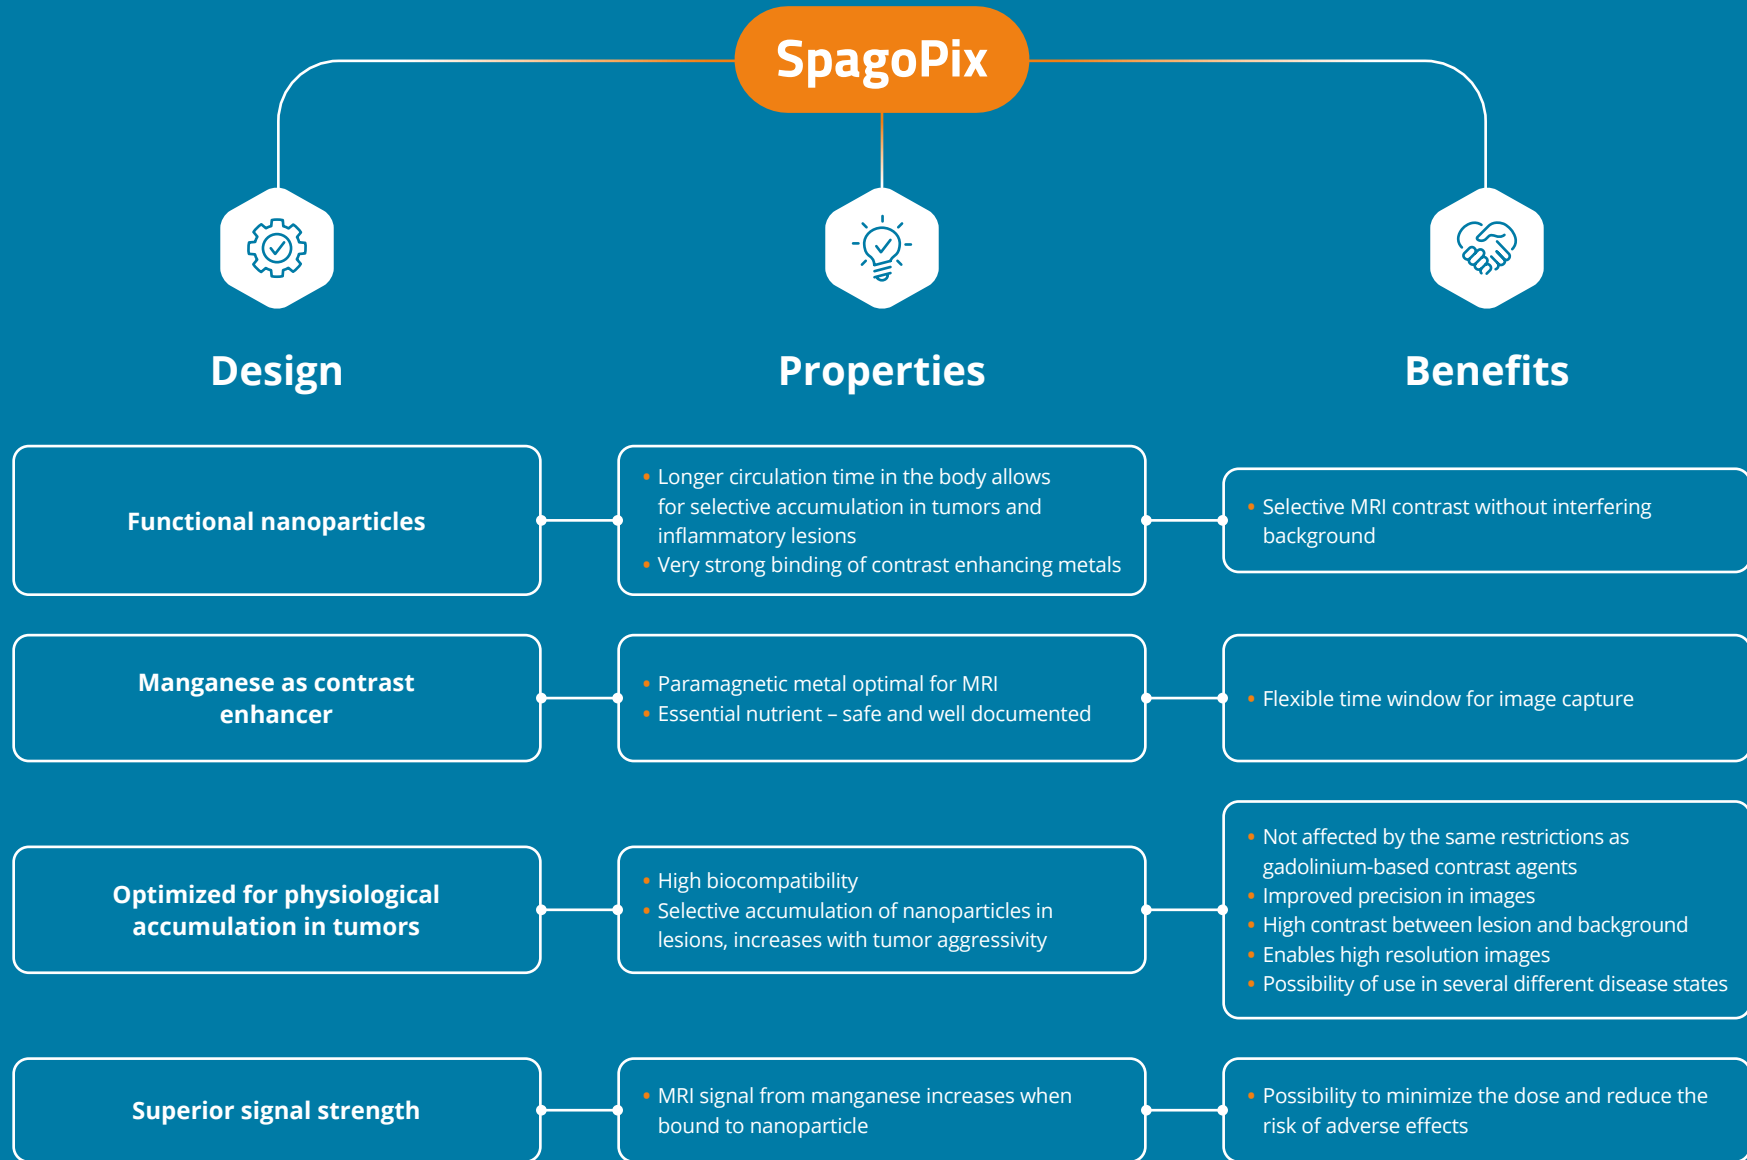 SpagoPix
Design
Properties
Benefits
Functional nanoparticles
• Longer circulation time in the body allows
for selective accumulation in tumors and
inflammatory lesions
• Very strong binding of contrast enhancing metals
• Selective MRI contrast without interfering
background
Manganese as contrast
enhancer
• Paramagnetic metal optimal for MRI
• Essential nutrient – safe and well documented
• Flexible time window for image capture
Optimized for physiological
accumulation in tumors
• High biocompatibility
• Selective accumulation of nanoparticles in
lesions, increases with tumor aggressivity
• Not affected by the same restrictions as
gadolinium-based contrast agents
• Improved precision in images
• High contrast between lesion and background
• Enables high resolution images
• Possibility of use in several different disease states
Superior signal strength
• MRI signal from manganese increases when
bound to nanoparticle
• Possibility to minimize the dose and reduce the
risk of adverse effects